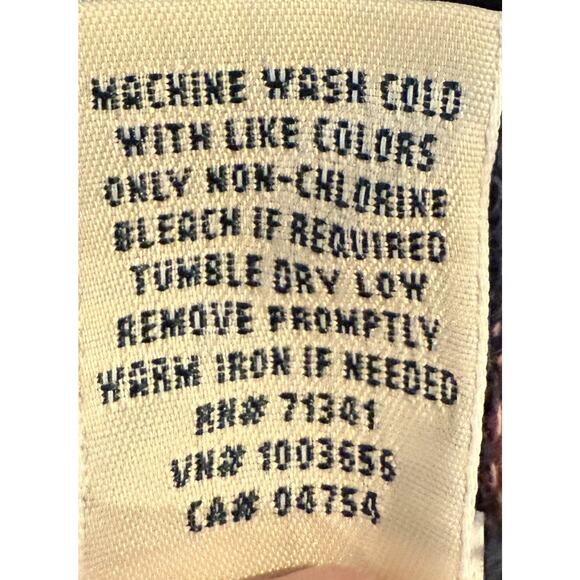 MACHINE WASH COLD
WITH LIKE COLORS
ONLY NON-CHLORINE
BLEACH IF REQUIRED
TUMBLE DRY LOW
REMOVE PROMPTLY
WARM IRON IF NEEDED
RN# 71341
VN# 1003656
CA# 04754